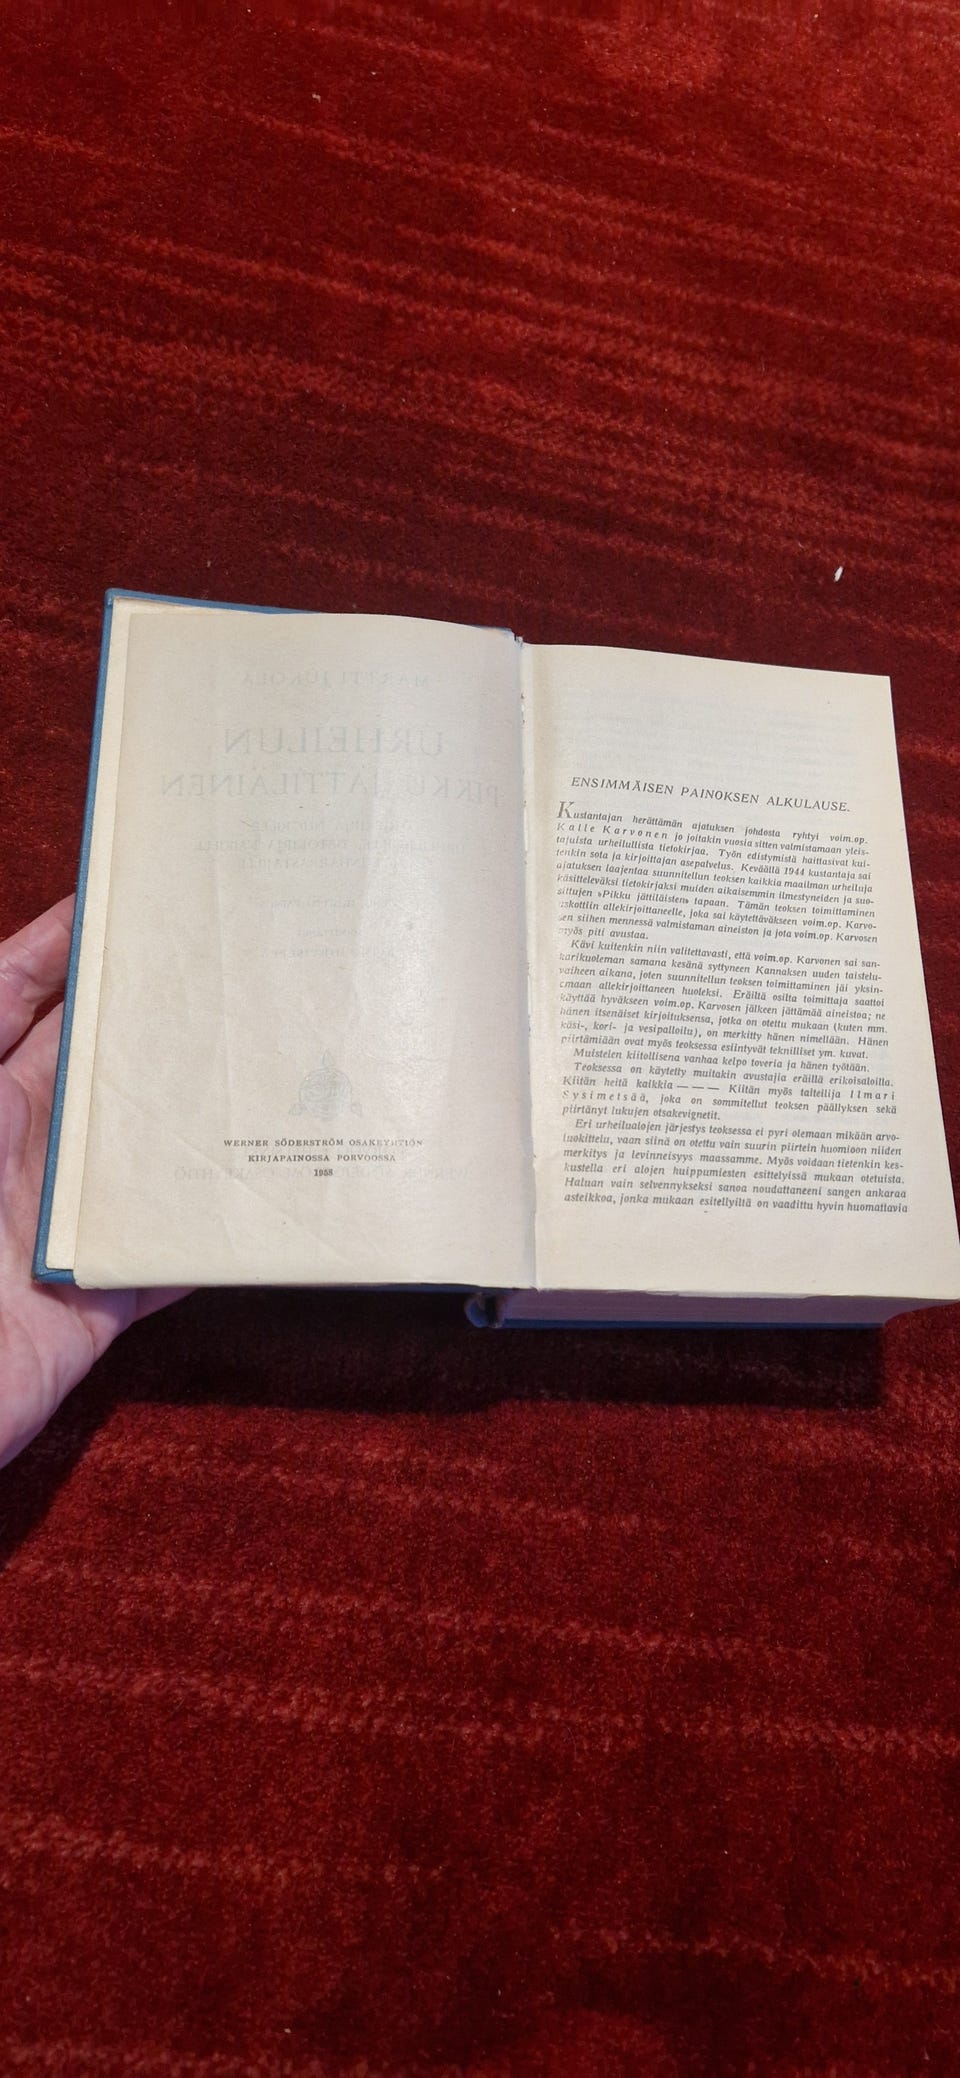 MARTTI JUKOLA
URHEILUN
PIKKU JÄTTILÄINEN
WERNER SÖDERSTRÖM OSAKEYHTIÖN
KIRJAPAINOSSA PORVOOSSA
1958
ENSIMMÄISEN PAINOKSEN ALKULAUSE.
Kustantajan herättämän ajatuksen johdosta ryhtyi voim.op.
Kalle Karvonen jo joitakin vuosia sitten valmistamaan yleis-
tajuista urheilullista tietokirjaa. Työn edistymistä haittasivat kui-
tenkin sota ja kirjoittajan asepalvelus. Keväällä 1944 kustantaja sai
ajatuksen laajentaa suunnitellun teoksen kaikkia maailman urheiluja
käsitteleväksi tietokirjaksi muiden aikaisemmin ilmestyneiden ja suo-
sittujen »Pikku jättiläisten» tapaan. Tämän teoksen toimittaminen
uskottiin allekirjoittaneelle, joka sai käytettäväkseen voim.op. Karvo-
sen siihen mennessä valmistaman aineiston ja jota voim.op. Karvosen
myös piti avustaa.
Kävi kuitenkin niin valitettavasti, että voim.op. Karvonen sai san-
karikuoleman samana kesänä syttyneen Kannaksen uuden taistelu-
vaiheen aikana, joten suunnitellun teoksen toimittaminen jäi yksin-
omaan allekirjoittaneen huoleksi. Eräiltä osilta toimittaja saattoi
käyttää hyväkseen voim.op. Karvosen jälkeen jättämää aineistoa; ne
hänen itsenäiset kirjoituksensa, jotka on otettu mukaan (kuten mm.
käsi-, kori- ja vesipalloilu), on merkitty hänen nimellään. Hänen
piirtämiään ovat myös teoksessa esiintyvät teknilliset ym. kuvat.
Muistelen kiitollisena vanhaa kelpo toveria ja hänen työtään.
Teoksessa on käytetty muitakin avustajia eräillä erikoisaloilla.
Kiitän heitä kaikkia — — — Kiitän myös taiteilija Ilmari
Sysimetsää, joka on sommitellut teoksen päällyksen sekä
piirtänyt lukujen otsakevignetit.
Eri urheilualojen järjestys teoksessa ei pyri olemaan mikään arvo-
luokittelu, vaan siinä on otettu vain suurin piirtein huomioon niiden
merkitys ja levinneisyys maassamme. Myös voidaan tietenkin kes-
kustella eri alojen huippumiesten esittelyissä mukaan otetuista.
Haluan vain selvennykseksi sanoa noudattaneeni sangen ankaraa
asteikkoa, jonka mukaan esitellyiltä on vaadittu hyvin huomattavia